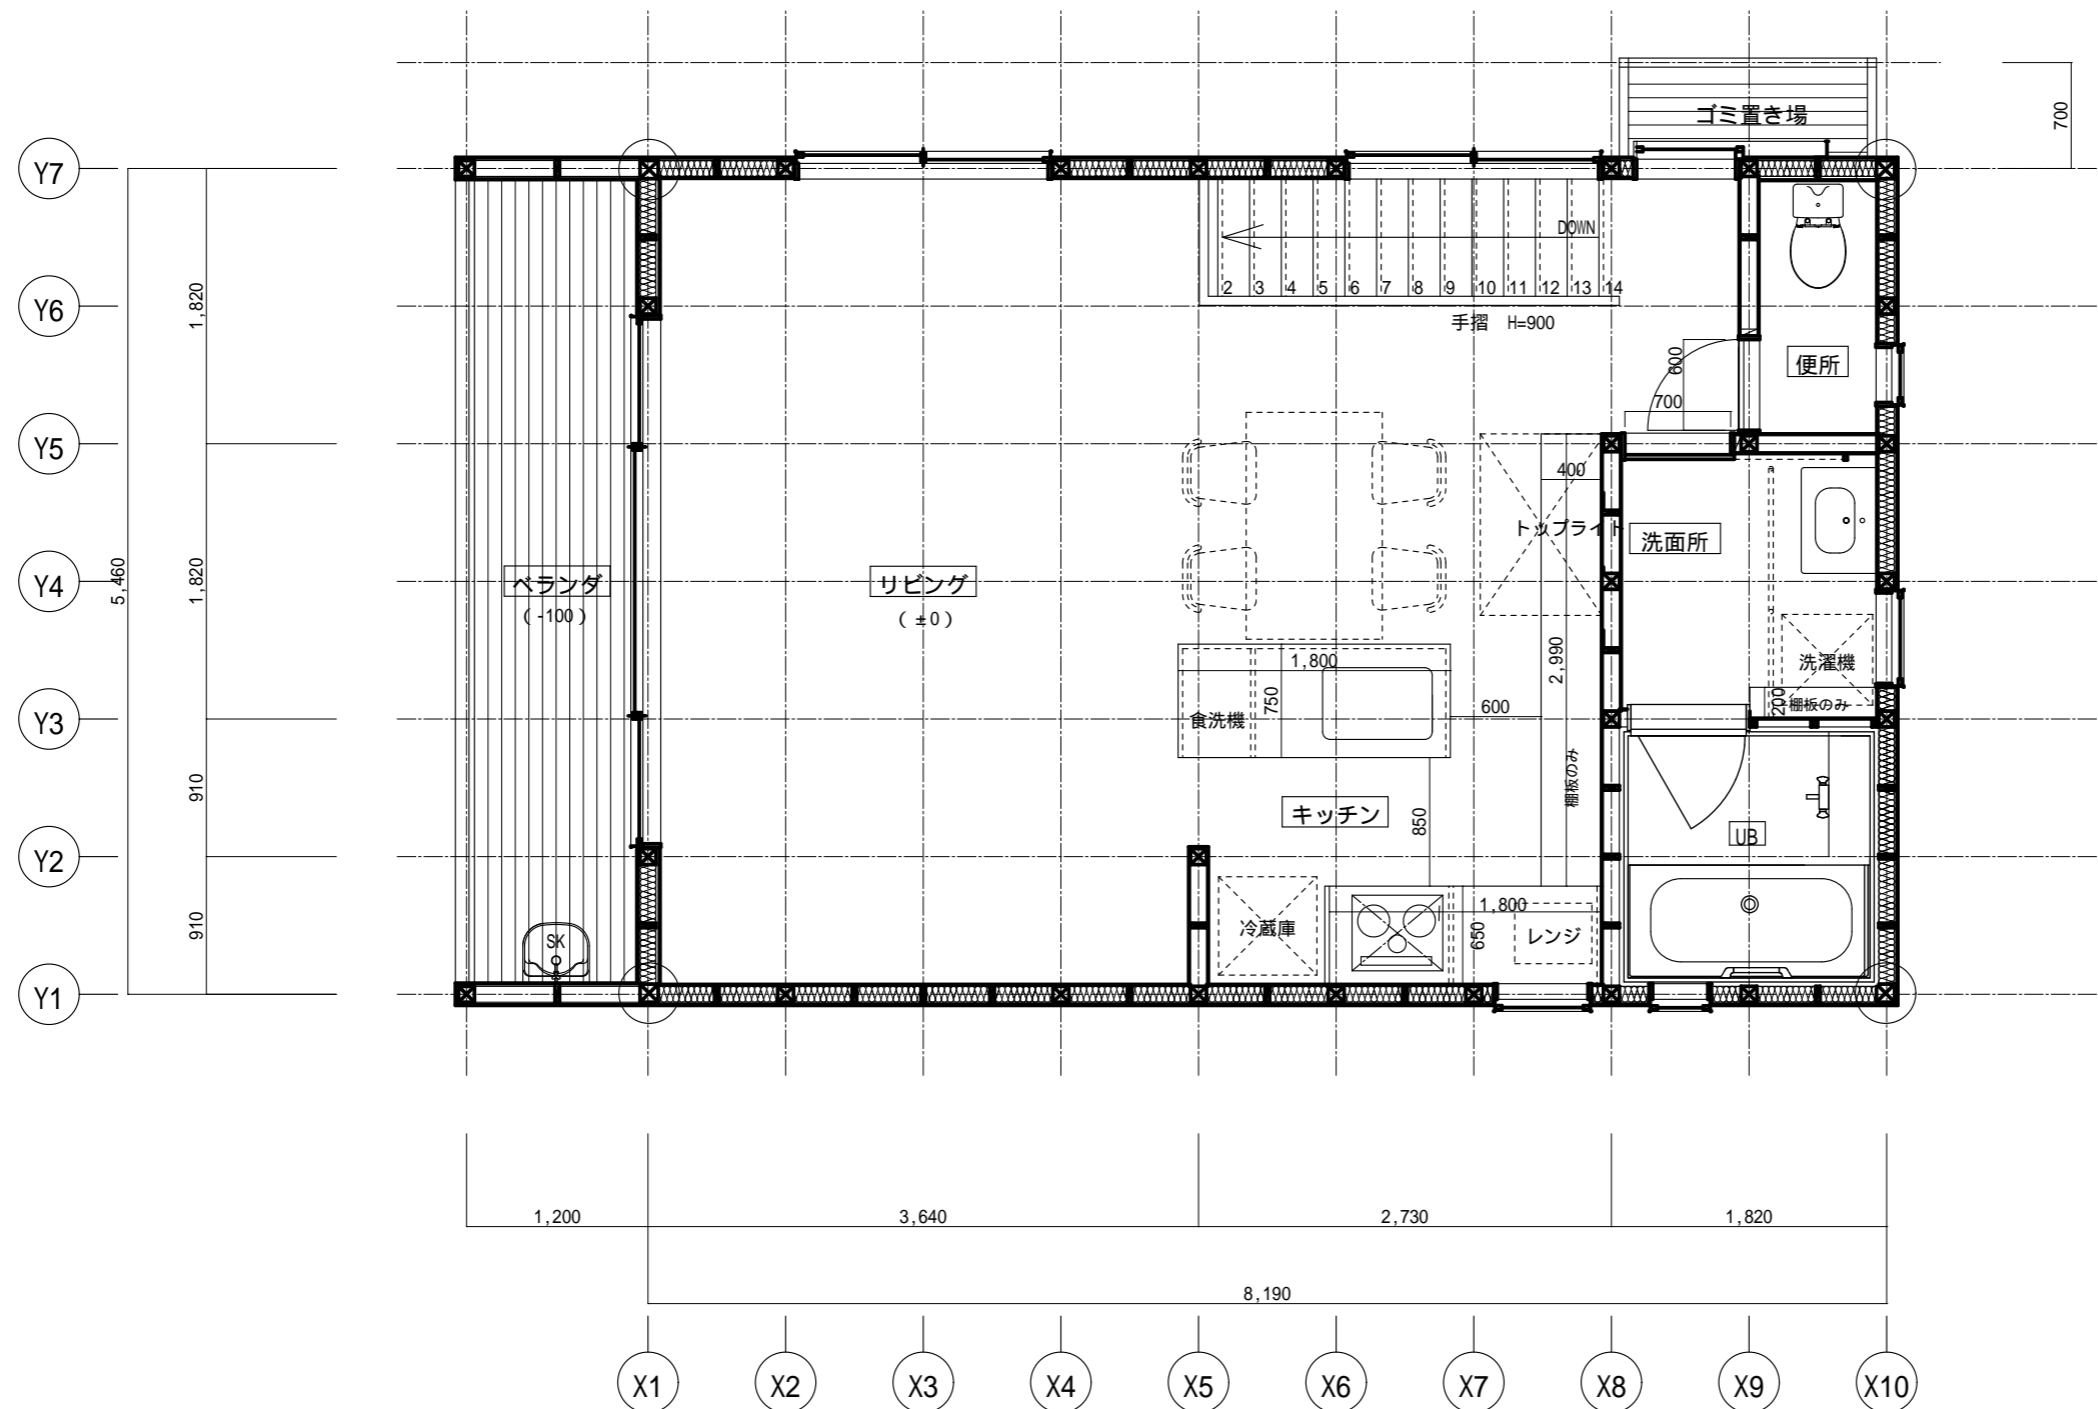 ゴミ置き場
700
Y7
DOWN
2 3 4 5 6 7 8 9 10 11 12 13 14
Y6
1,820
手摺 H=900
600
便所
700
Y5
400
トップライト
洗面所
Y4
5,460
1,820
ベランダ
(-100)
リビング
(±0)
2,990
1,800
洗濯機
750
食洗機
600
200
棚板のみ
Y3
910
棚板のみ
キッチン
850
UB
Y2
910
1,800
冷蔵庫
650
レンジ
SK
Y1
1,200
3,640
2,730
1,820
8,190
X1 X2 X3 X4 X5 X6 X7 X8 X9 X10